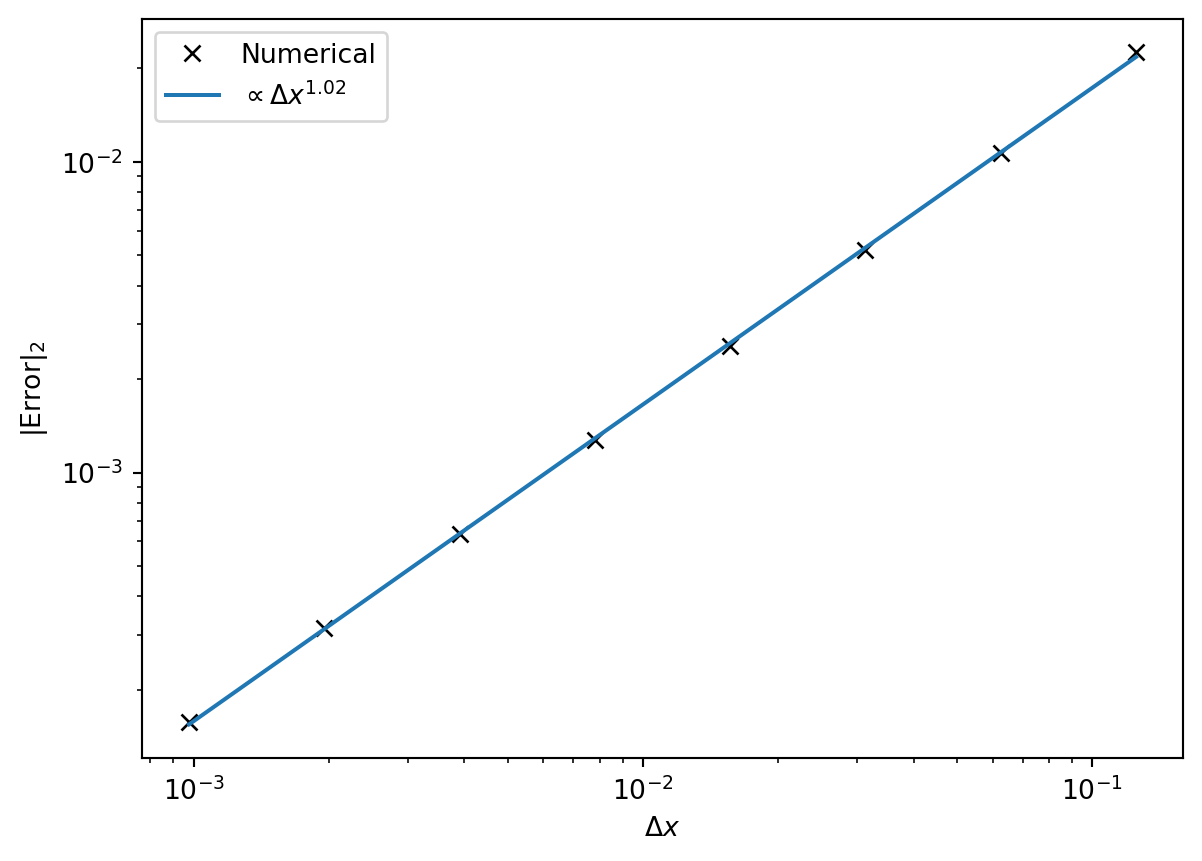 Numerical
∝ Δx^1.02
10^−2
10^−3
|Error|₂
10^−3
10^−2
10^−1
Δx